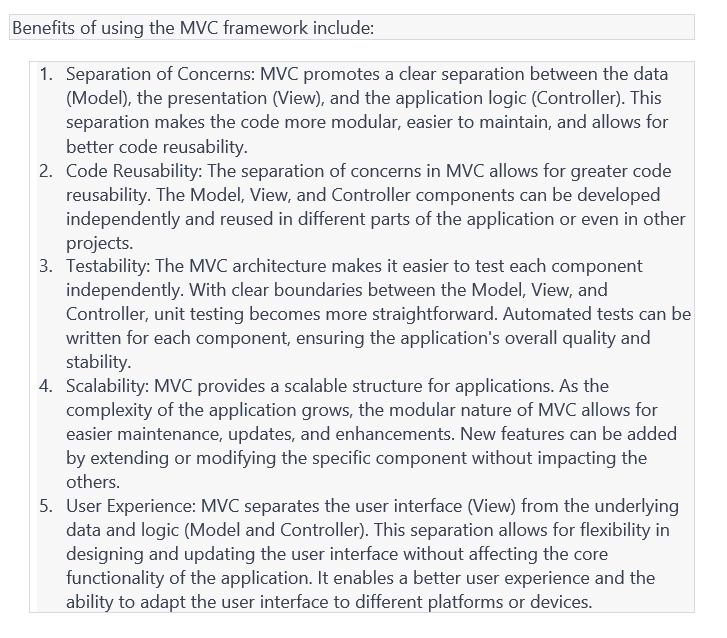 Benefits of using the MVC framework include:
1. Separation of Concerns: MVC promotes a clear separation between the data
(Model), the presentation (View), and the application logic (Controller). This
separation makes the code more modular, easier to maintain, and allows for
better code reusability.
2. Code Reusability: The separation of concerns in MVC allows for greater code
reusability. The Model, View, and Controller components can be developed
independently and reused in different parts of the application or even in other
projects.
3. Testability: The MVC architecture makes it easier to test each component
independently. With clear boundaries between the Model, View, and
Controller, unit testing becomes more straightforward. Automated tests can be
written for each component, ensuring the application's overall quality and
stability.
4. Scalability: MVC provides a scalable structure for applications. As the
complexity of the application grows, the modular nature of MVC allows for
easier maintenance, updates, and enhancements. New features can be added
by extending or modifying the specific component without impacting the
others.
5. User Experience: MVC separates the user interface (View) from the underlying
data and logic (Model and Controller). This separation allows for flexibility in
designing and updating the user interface without affecting the core
functionality of the application. It enables a better user experience and the
ability to adapt the user interface to different platforms or devices.